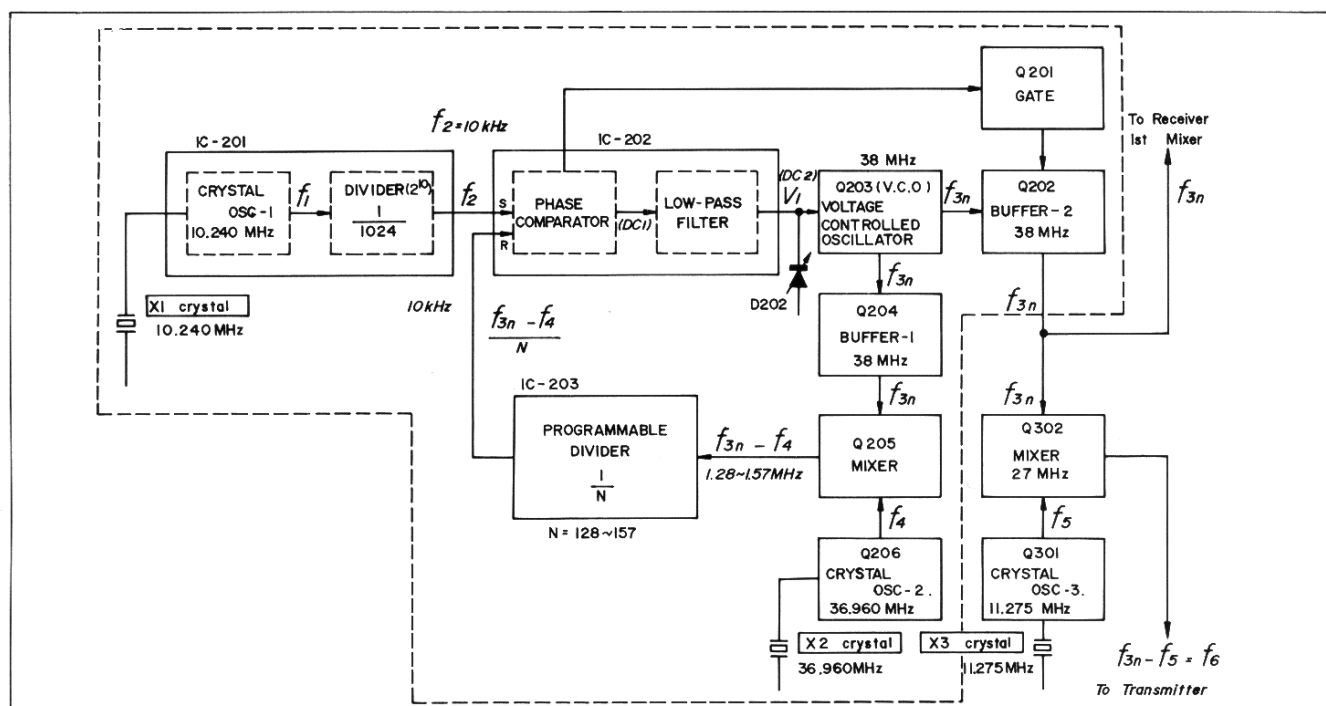 Q201
GATE
To Receiver
1st Mixer
f2=10kHz
IC-201
IC-202
38 MHz
CRYSTAL
OSC-1
10.240 MHz
f1
DIVIDER(2^10)
1
1024
f2
S
R
PHASE
COMPARATOR
(DC1)
LOW-PASS
FILTER
(DC2)
V1
Q203(V.C.O)
VOLTAGE
CONTROLLED
OSCILLATOR
f3n
Q202
BUFFER-2
38 MHz
f3n
D202
X1 crystal
10.240MHz
10kHz
f3n - f4
N
f3n
Q204
BUFFER-1
38 MHz
f3n
IC-203
PROGRAMMABLE
DIVIDER
1
N
N = 128~157
f3n
f3n - f4
1.28~1.57MHz
Q205
MIXER
f3n
Q302
MIXER
27 MHz
f4
f5
Q206
CRYSTAL
OSC-2.
36.960 MHz
Q301
CRYSTAL
OSC-3.
11.275 MHz
X2 crystal
36.960MHz
X3 crystal
11.275MHz
f3n-f5 = f6
To Transmitter